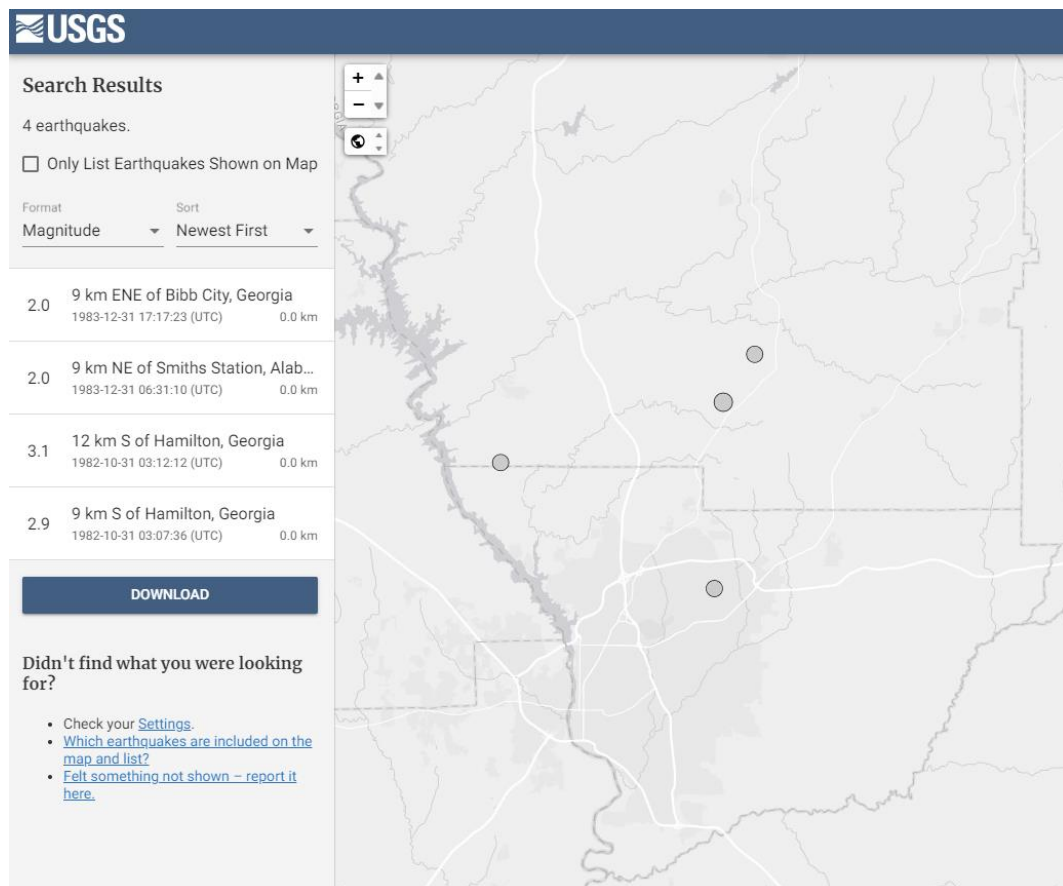 USGS
Search Results
4 earthquakes.
Only List Earthquakes Shown on Map
Format
Sort
Magnitude
Newest First
2.0
9 km ENE of Bibb City, Georgia
1983-12-31 17:17:23 (UTC)
0.0 km
2.0
9 km NE of Smiths Station, Alab...
1983-12-31 06:31:10 (UTC)
0.0 km
3.1
12 km S of Hamilton, Georgia
1982-10-31 03:12:12 (UTC)
0.0 km
2.9
9 km S of Hamilton, Georgia
1982-10-31 03:07:36 (UTC)
0.0 km
DOWNLOAD
Didn't find what you were looking
for?
• Check your Settings.
• Which earthquakes are included on the
map and list?
• Felt something not shown – report it
here.
+
−